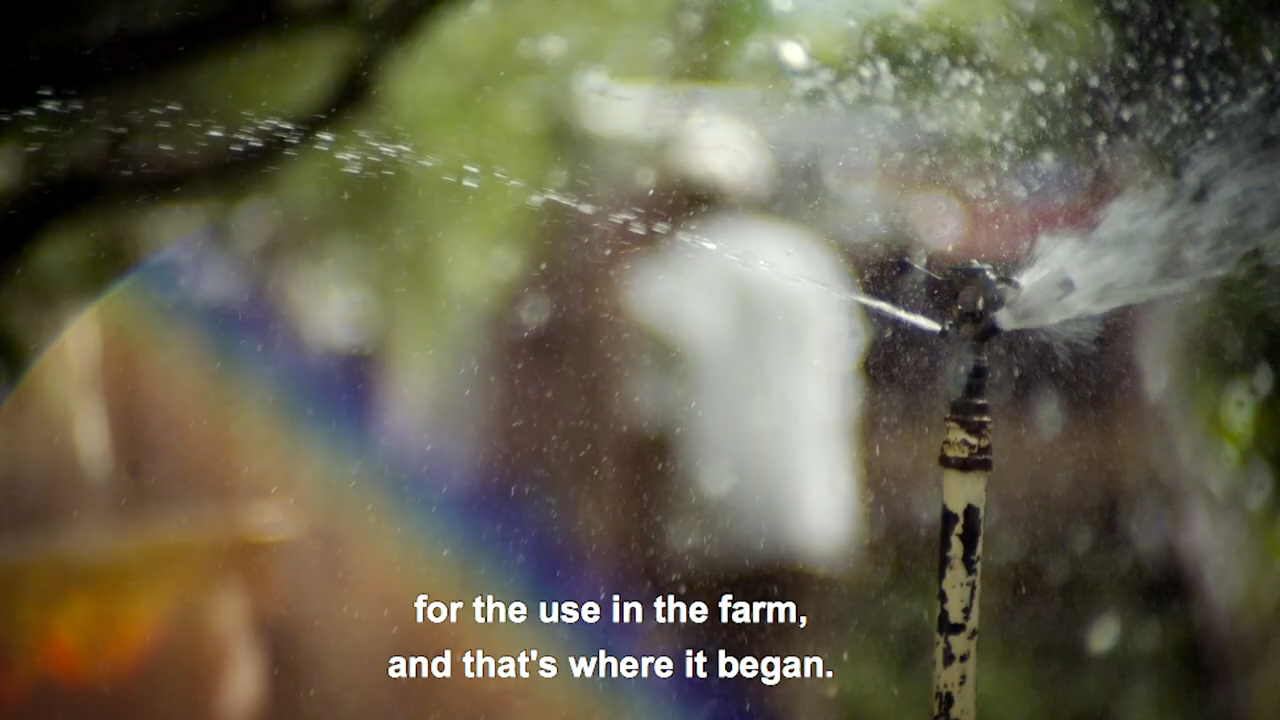 for the use in the farm,
and that's where it began.